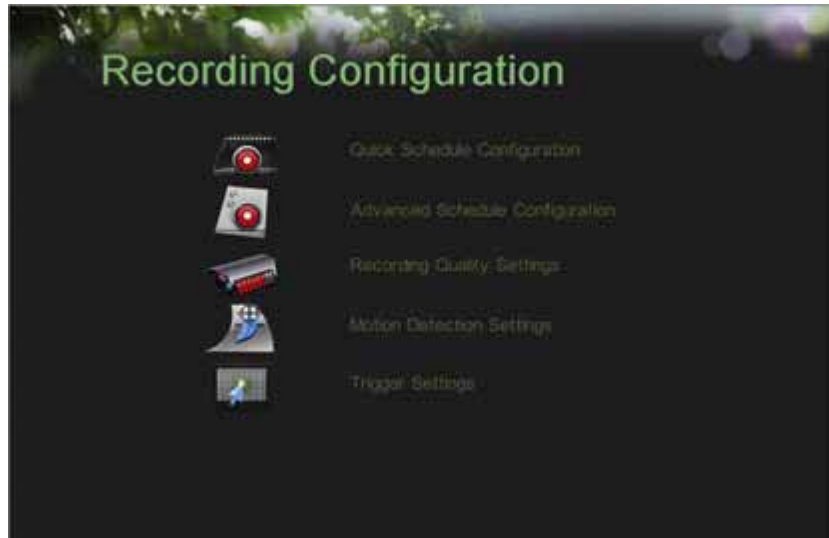 Recording Configuration
Quick Schedule Configuration
Advanced Schedule Configuration
Recording Quality Settings
Motion Detection Settings
Trigger Settings